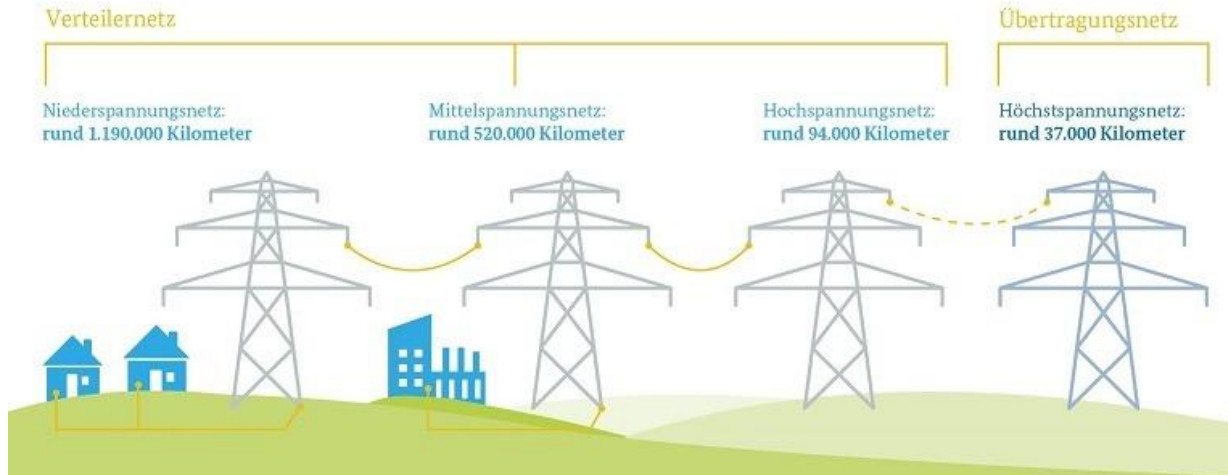 Verteilernetz
Übertragungsnetz
Niederspannungsnetz:
rund 1.190.000 Kilometer
Mittelspannungsnetz:
rund 520.000 Kilometer
Hochspannungsnetz:
rund 94.000 Kilometer
Höchstspannungsnetz:
rund 37.000 Kilometer